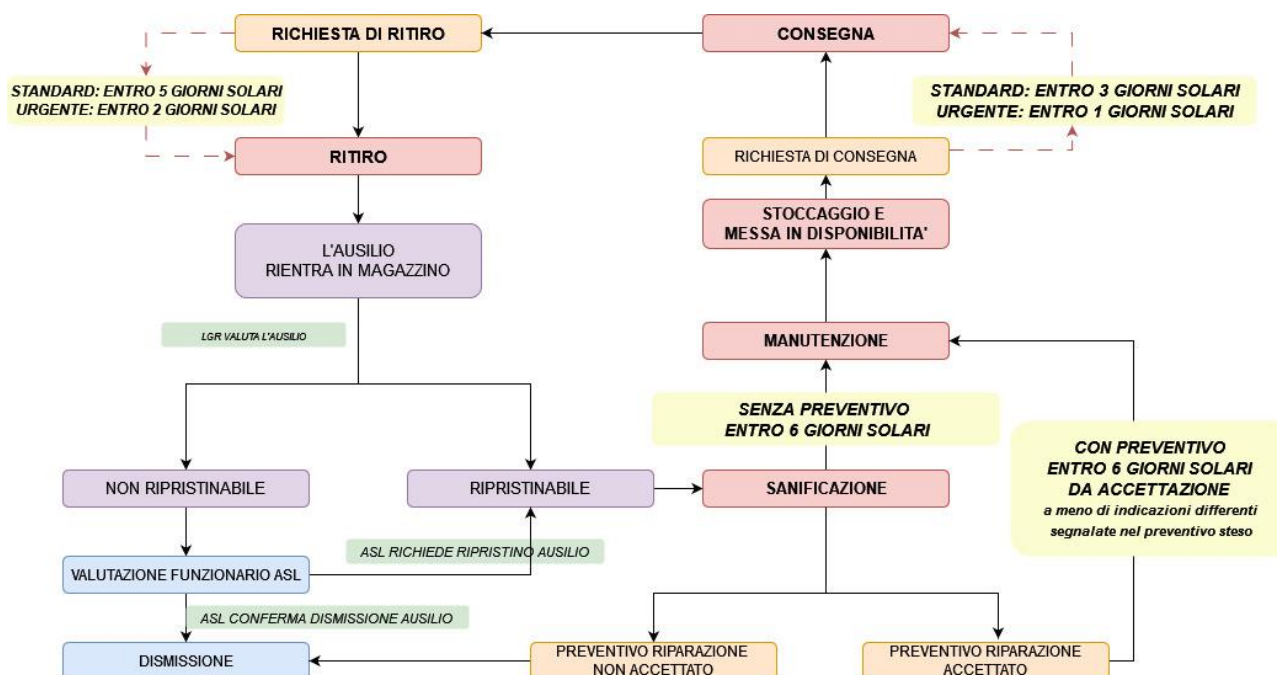 RICHIESTA DI RITIRO
CONSEGNA
STANDARD: ENTRO 5 GIORNI SOLARI
URGENTE: ENTRO 2 GIORNI SOLARI
STANDARD: ENTRO 3 GIORNI SOLARI
URGENTE: ENTRO 1 GIORNI SOLARI
RITIRO
RICHIESTA DI CONSEGNA
STOCCAGGIO E
MESSA IN DISPONIBILITA'
L'AUSILIO
RIENTRA IN MAGAZZINO
LGR VALUTA L'AUSILIO
MANUTENZIONE
SENZA PREVENTIVO
ENTRO 6 GIORNI SOLARI
CON PREVENTIVO
ENTRO 6 GIORNI SOLARI
DA ACCETTAZIONE
a meno di indicazioni differenti
segnalate nel preventivo steso
NON RIPRISTINABILE
RIPRISTINABILE
SANIFICAZIONE
ASL RICHIEDE RIPRISTINO AUSILIO
VALUTAZIONE FUNZIONARIO ASL
ASL CONFERMA DISMISSIONE AUSILIO
DISMISSIONE
PREVENTIVO RIPARAZIONE
NON ACCETTATO
PREVENTIVO RIPARAZIONE
ACCETTATO